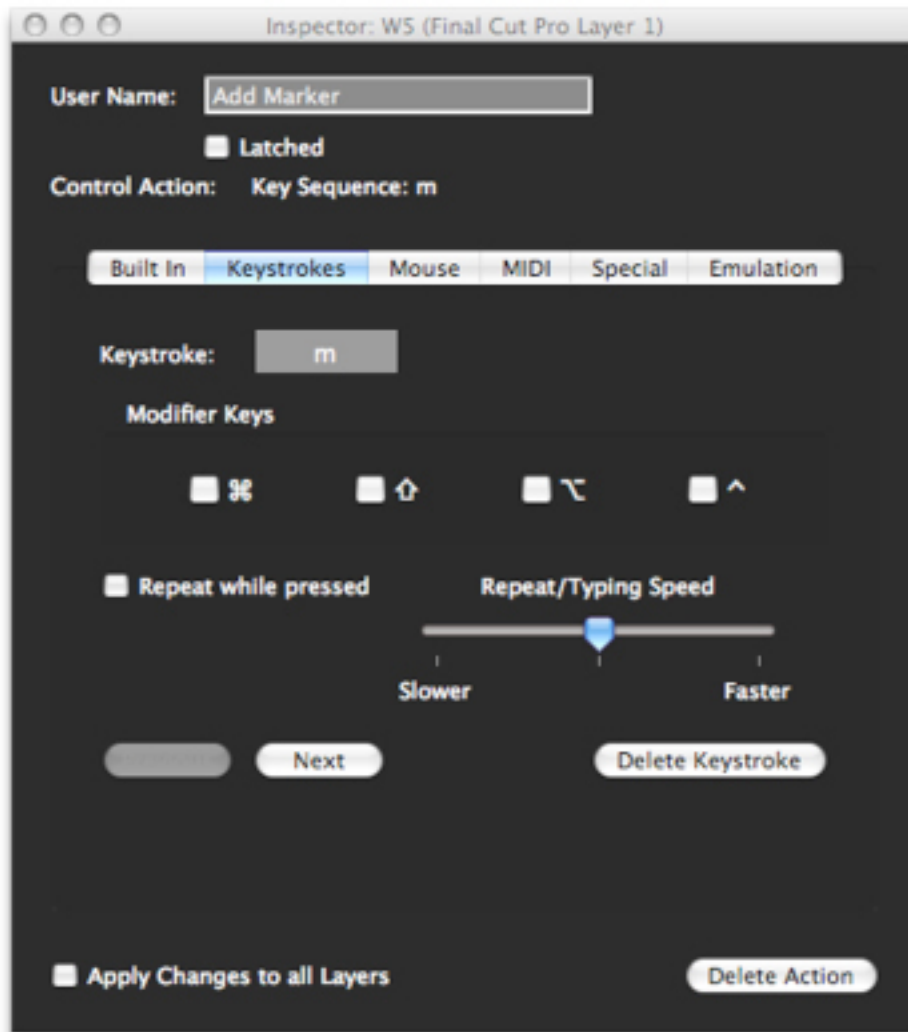 Inspector: W5 (Final Cut Pro Layer 1)
User Name: Add Marker
Latched
Control Action: Key Sequence: m
Built In Keystrokes Mouse MIDI Special Emulation
Keystroke: m
Modifier Keys
⌘ ⇧ ⌥ ^
Repeat while pressed Repeat/Typing Speed
Slower Faster
Next Delete Keystroke
Apply Changes to all Layers Delete Action